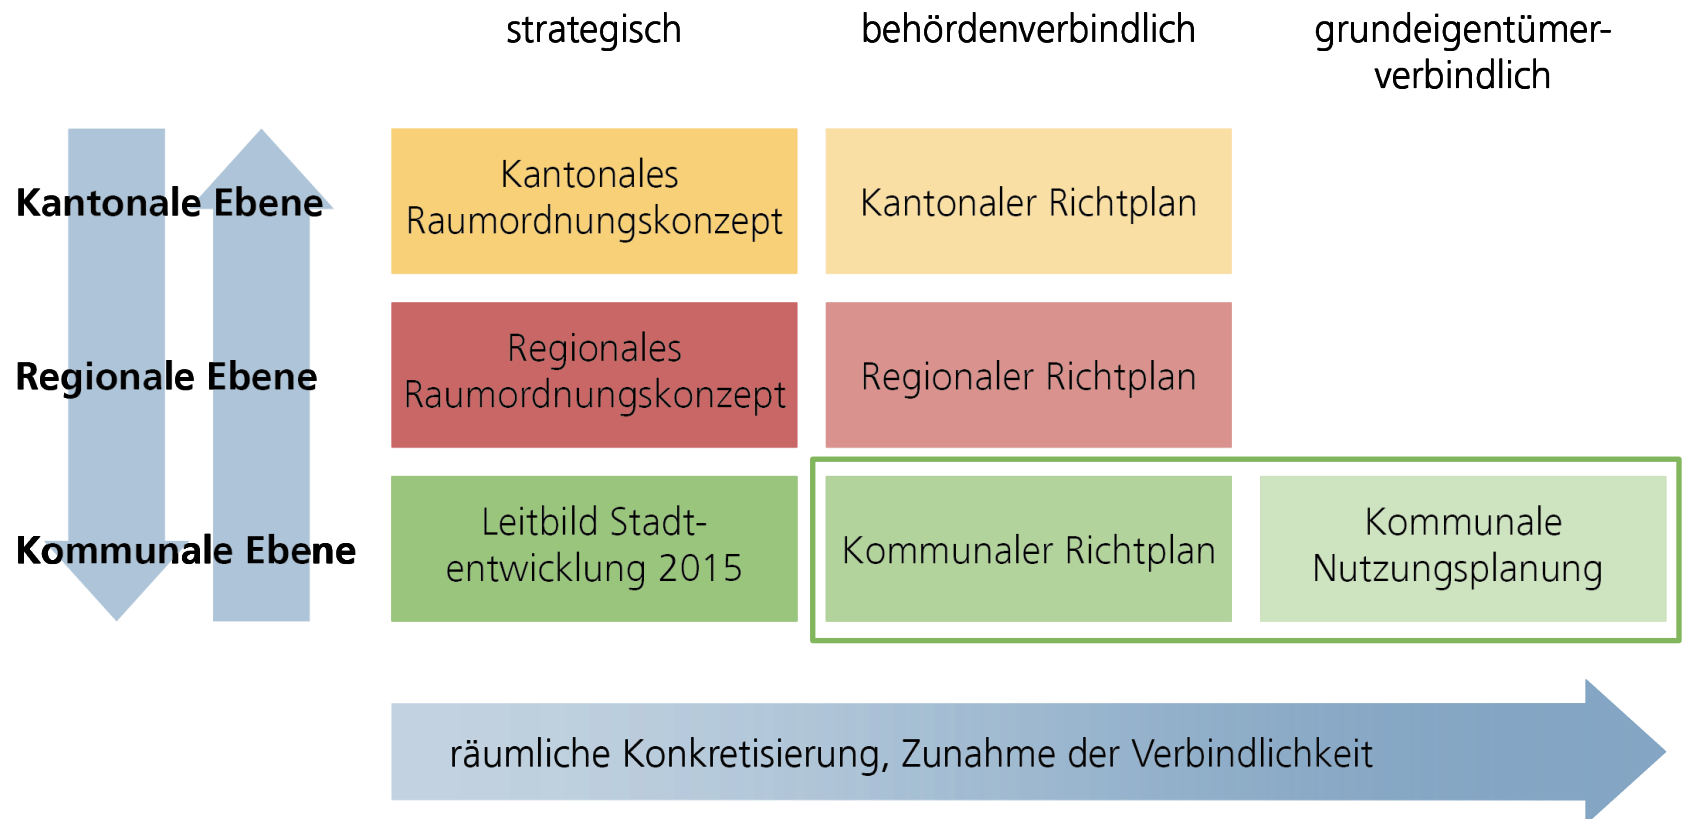 strategisch
behördenverbindlich
grundeigentümer-
verbindlich
Kantonale Ebene
Kantonales
Raumordnungskonzept
Kantonaler Richtplan
Regionale Ebene
Regionales
Raumordnungskonzept
Regionaler Richtplan
Kommunale Ebene
Leitbild Stadt-
entwicklung 2015
Kommunaler Richtplan
Kommunale
Nutzungsplanung
räumliche Konkretisierung, Zunahme der Verbindlichkeit